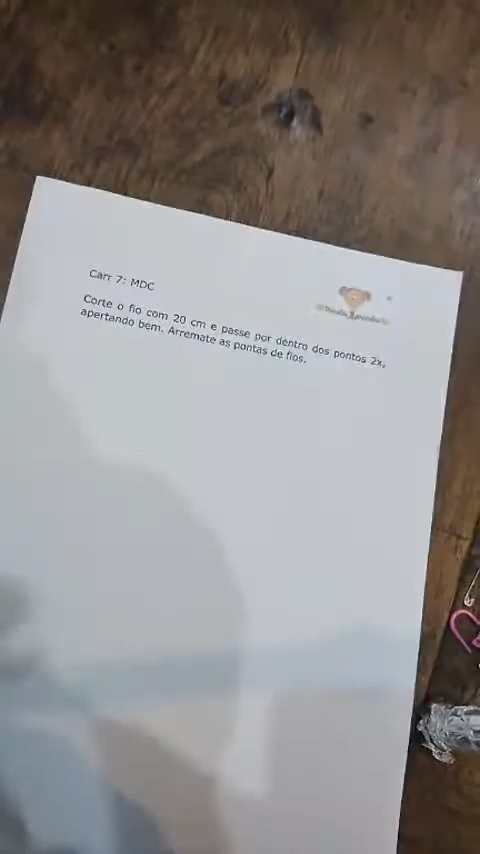 Carr 7: MDC
Corte o fio com 20 cm e passe por dentro dos pontos 2x,
apertando bem. Arremate as pontas de fios.